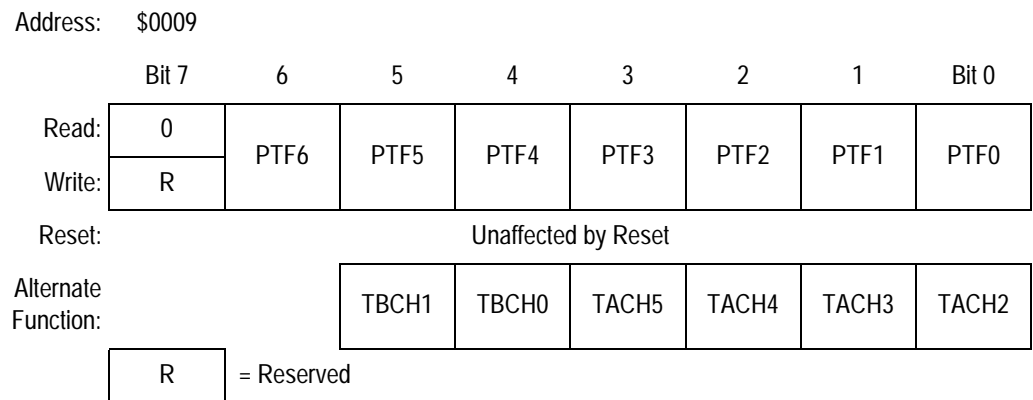 Address: $0009
Bit 7 6 5 4 3 2 1 Bit 0
Read: 0 PTF6 PTF5 PTF4 PTF3 PTF2 PTF1 PTF0
Write: R
Reset: Unaffected by Reset
Alternate
Function: TBCH1 TBCH0 TACH5 TACH4 TACH3 TACH2
R = Reserved